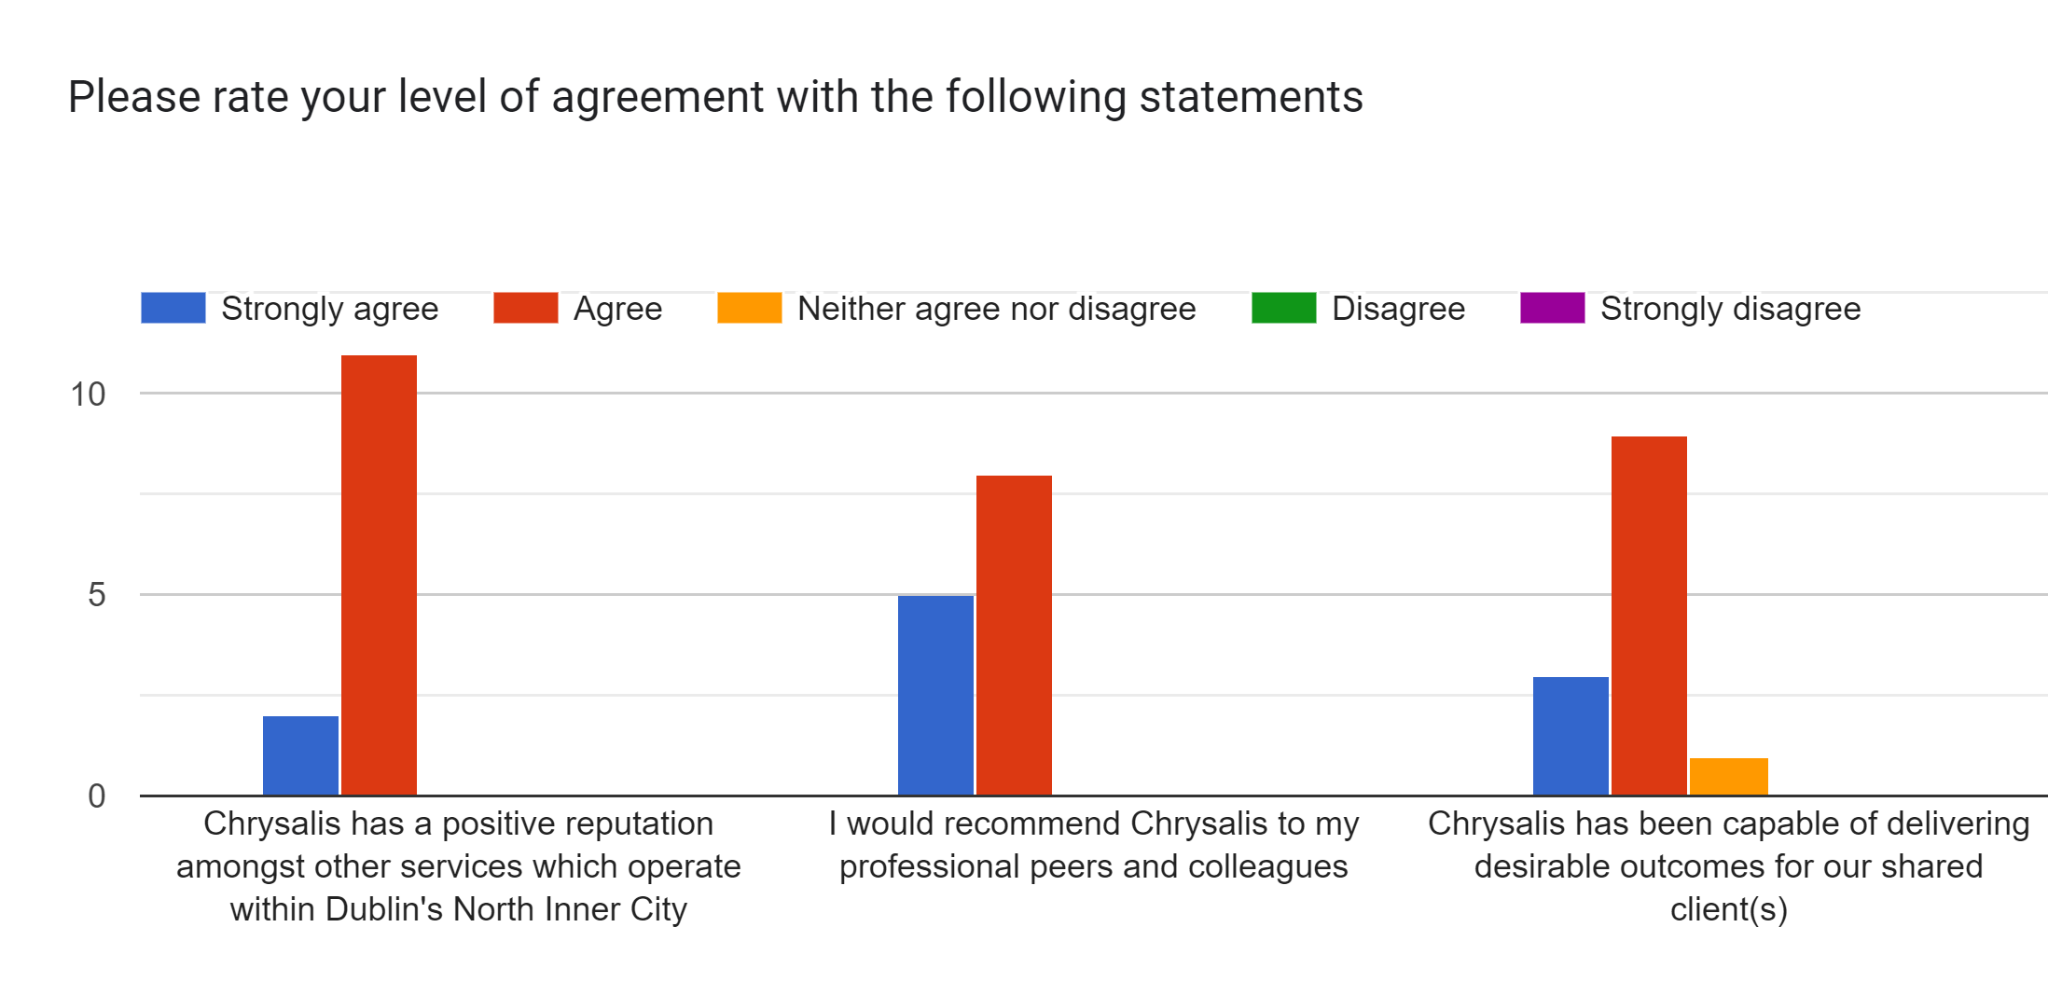 Please rate your level of agreement with the following statements
Strongly agree Agree Neither agree nor disagree Disagree Strongly disagree
10
5
0
Chrysalis has a positive reputation
amongst other services which operate
within Dublin's North Inner City
I would recommend Chrysalis to my
professional peers and colleagues
Chrysalis has been capable of delivering
desirable outcomes for our shared
client(s)